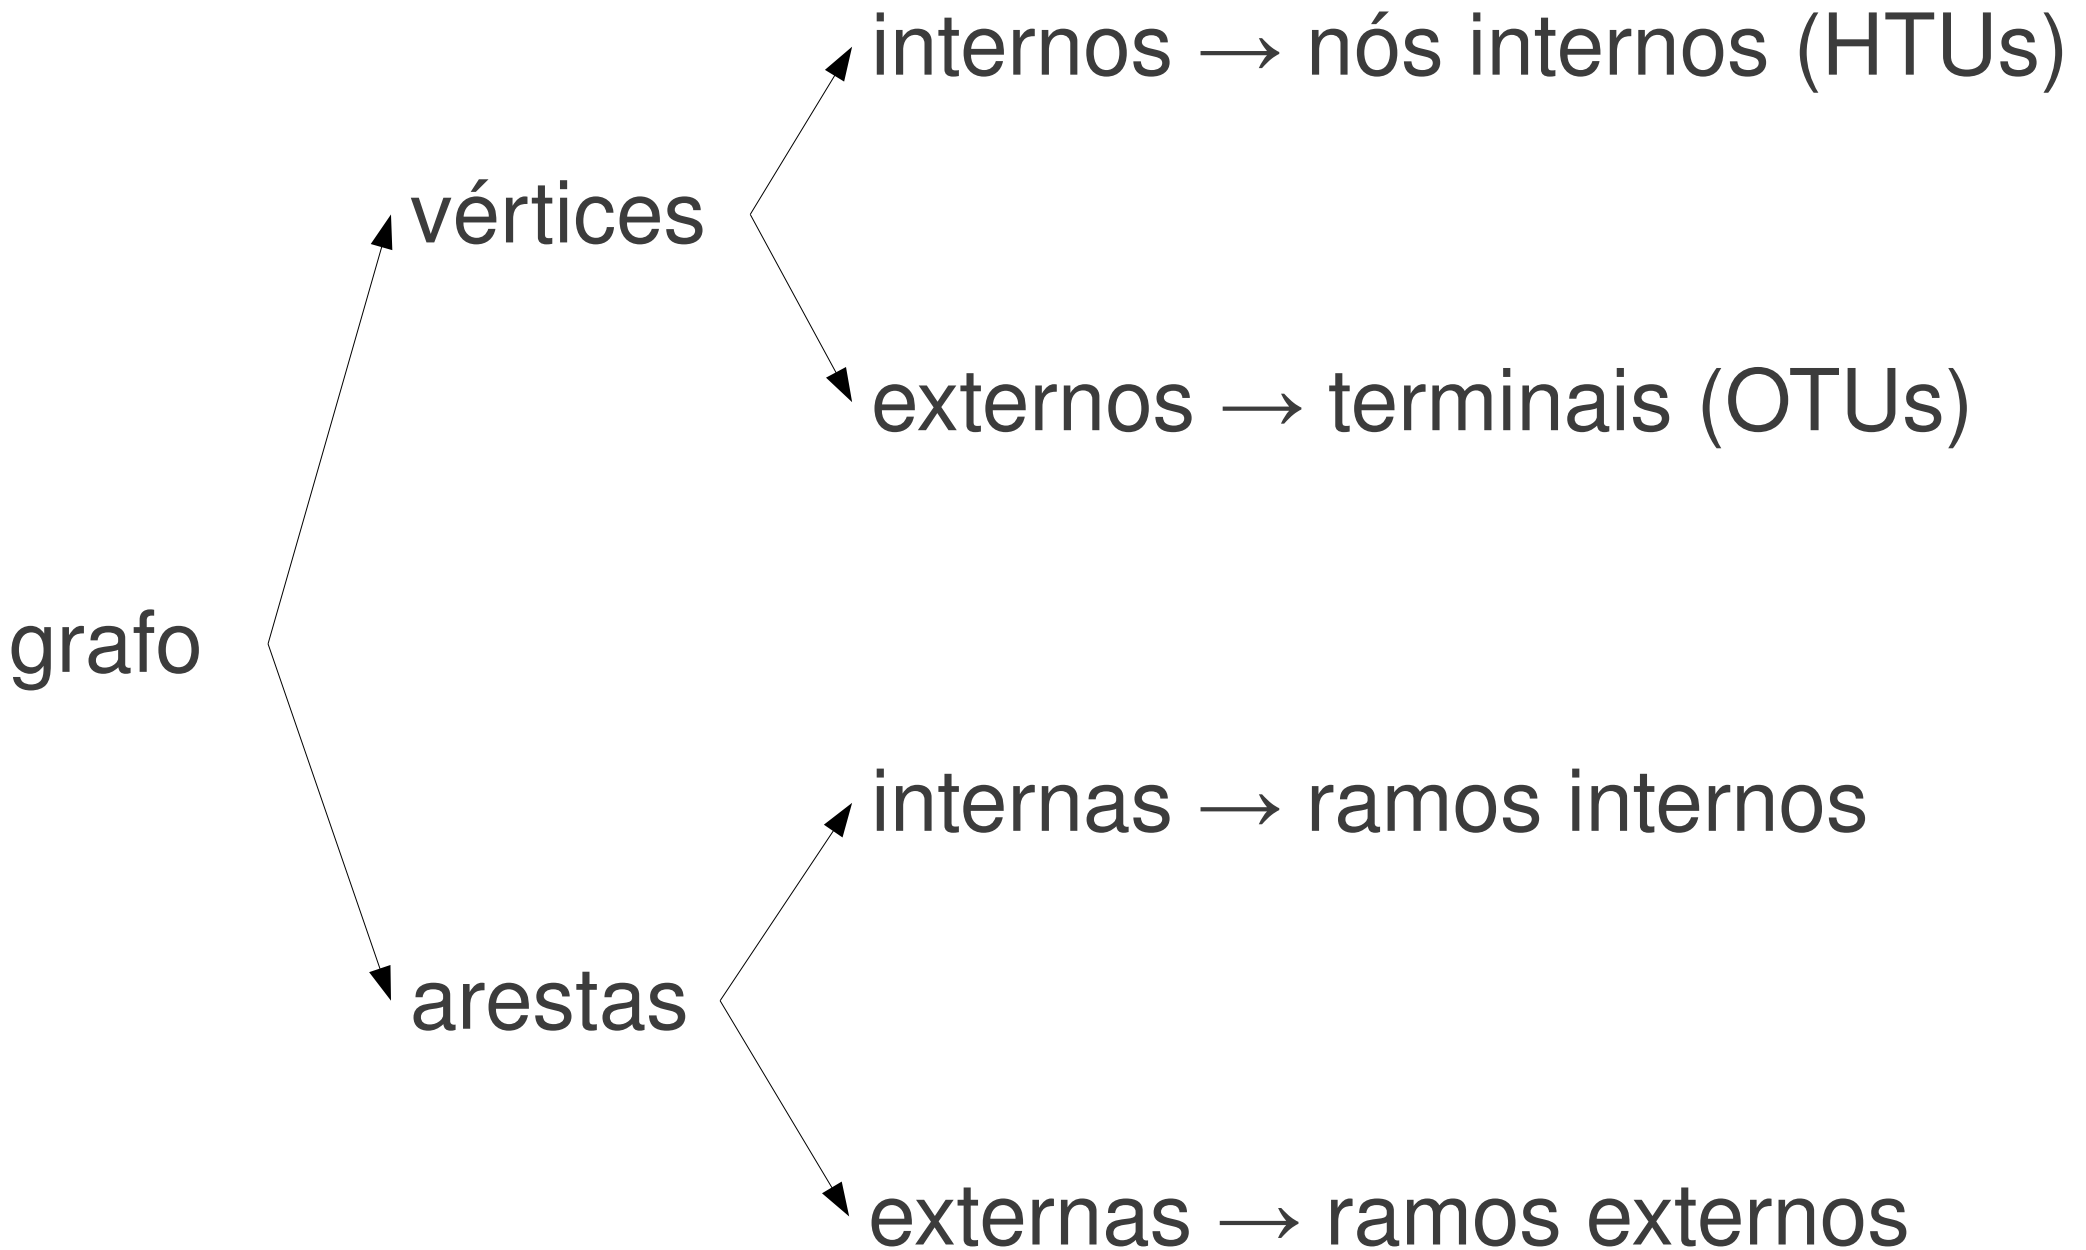 internos → nós internos (HTUs)
vértices
externos → terminais (OTUs)
grafo
internas → ramos internos
arestas
externas → ramos externos